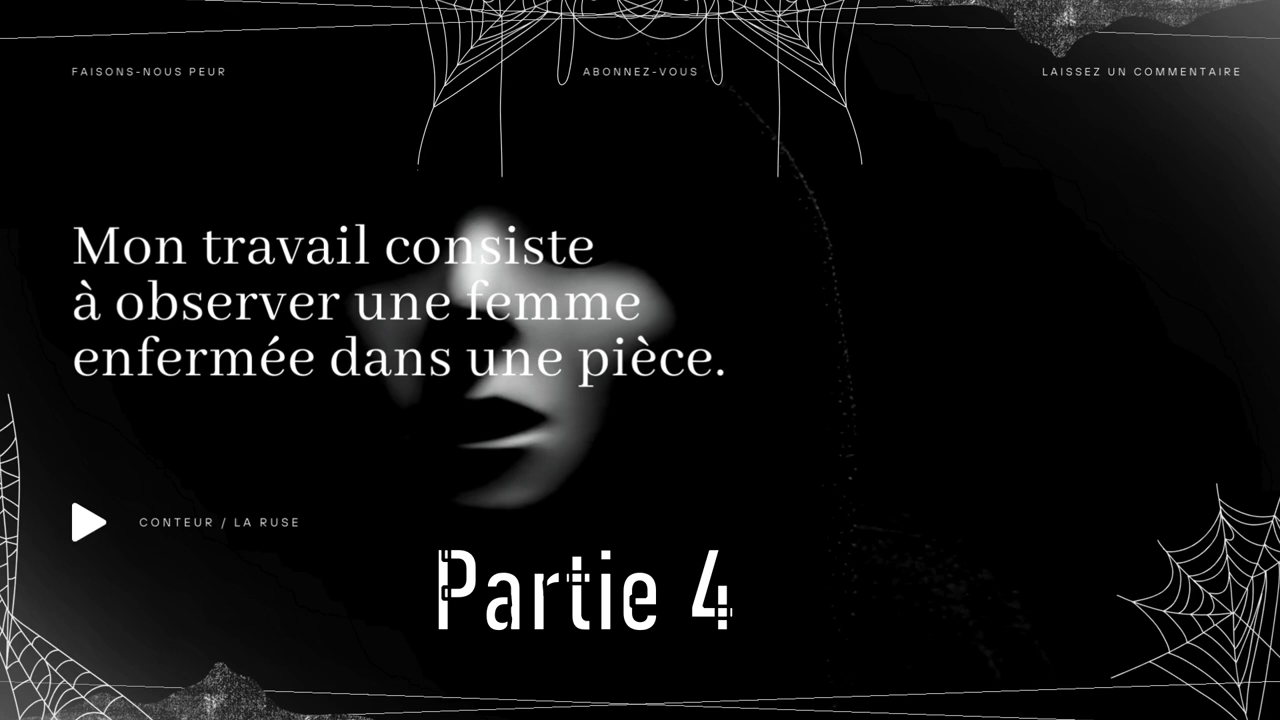 FAISONS-NOUS PEUR
ABONNEZ-VOUS
LAISSEZ UN COMMENTAIRE
Mon travail consiste
à observer une femme
enfermée dans une pièce.
CONTEUR / LA RUSE
Partie 4